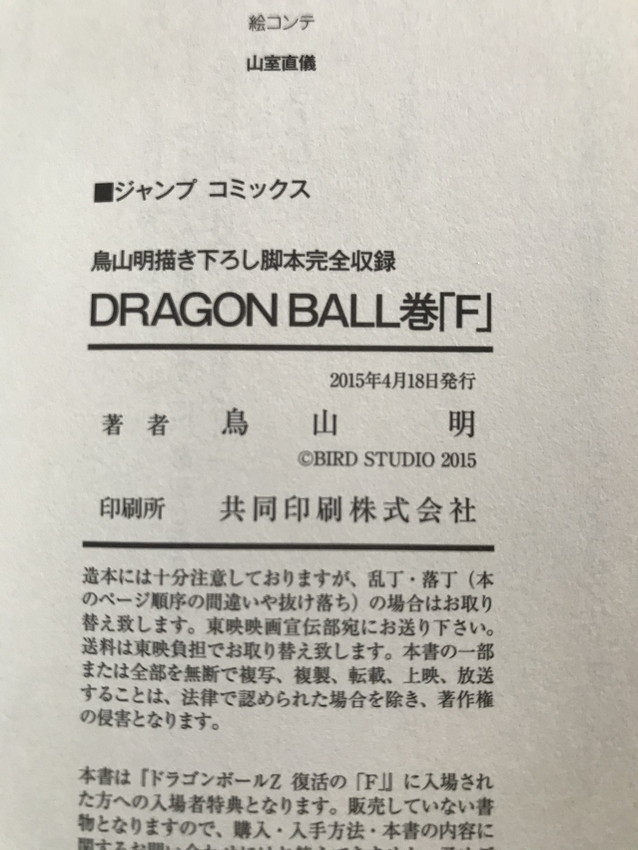 絵コンテ
山室直儀
■ジャンプ コミックス
鳥山明描き下ろし脚本完全収録
DRAGON BALL巻「F」
2015年4月18日発行
著者 鳥山明
©BIRD STUDIO 2015
印刷所 共同印刷株式会社
造本には十分注意しておりますが、乱丁・落丁（本
のページ順序の間違いや抜け落ち）の場合はお取り
替え致します。東映映画宣伝部宛にお送り下さい。
送料は東映負担でお取り替え致します。本書の一部
または全部を無断で複写、複製、転載、上映、放送
することは、法律で認められた場合を除き、著作権
の侵害となります。
本書は『ドラゴンボールZ 復活の「F」』に入場され
た方への入場者特典となります。販売していない書
物となりますので、購入・入手方法・本書の内容に